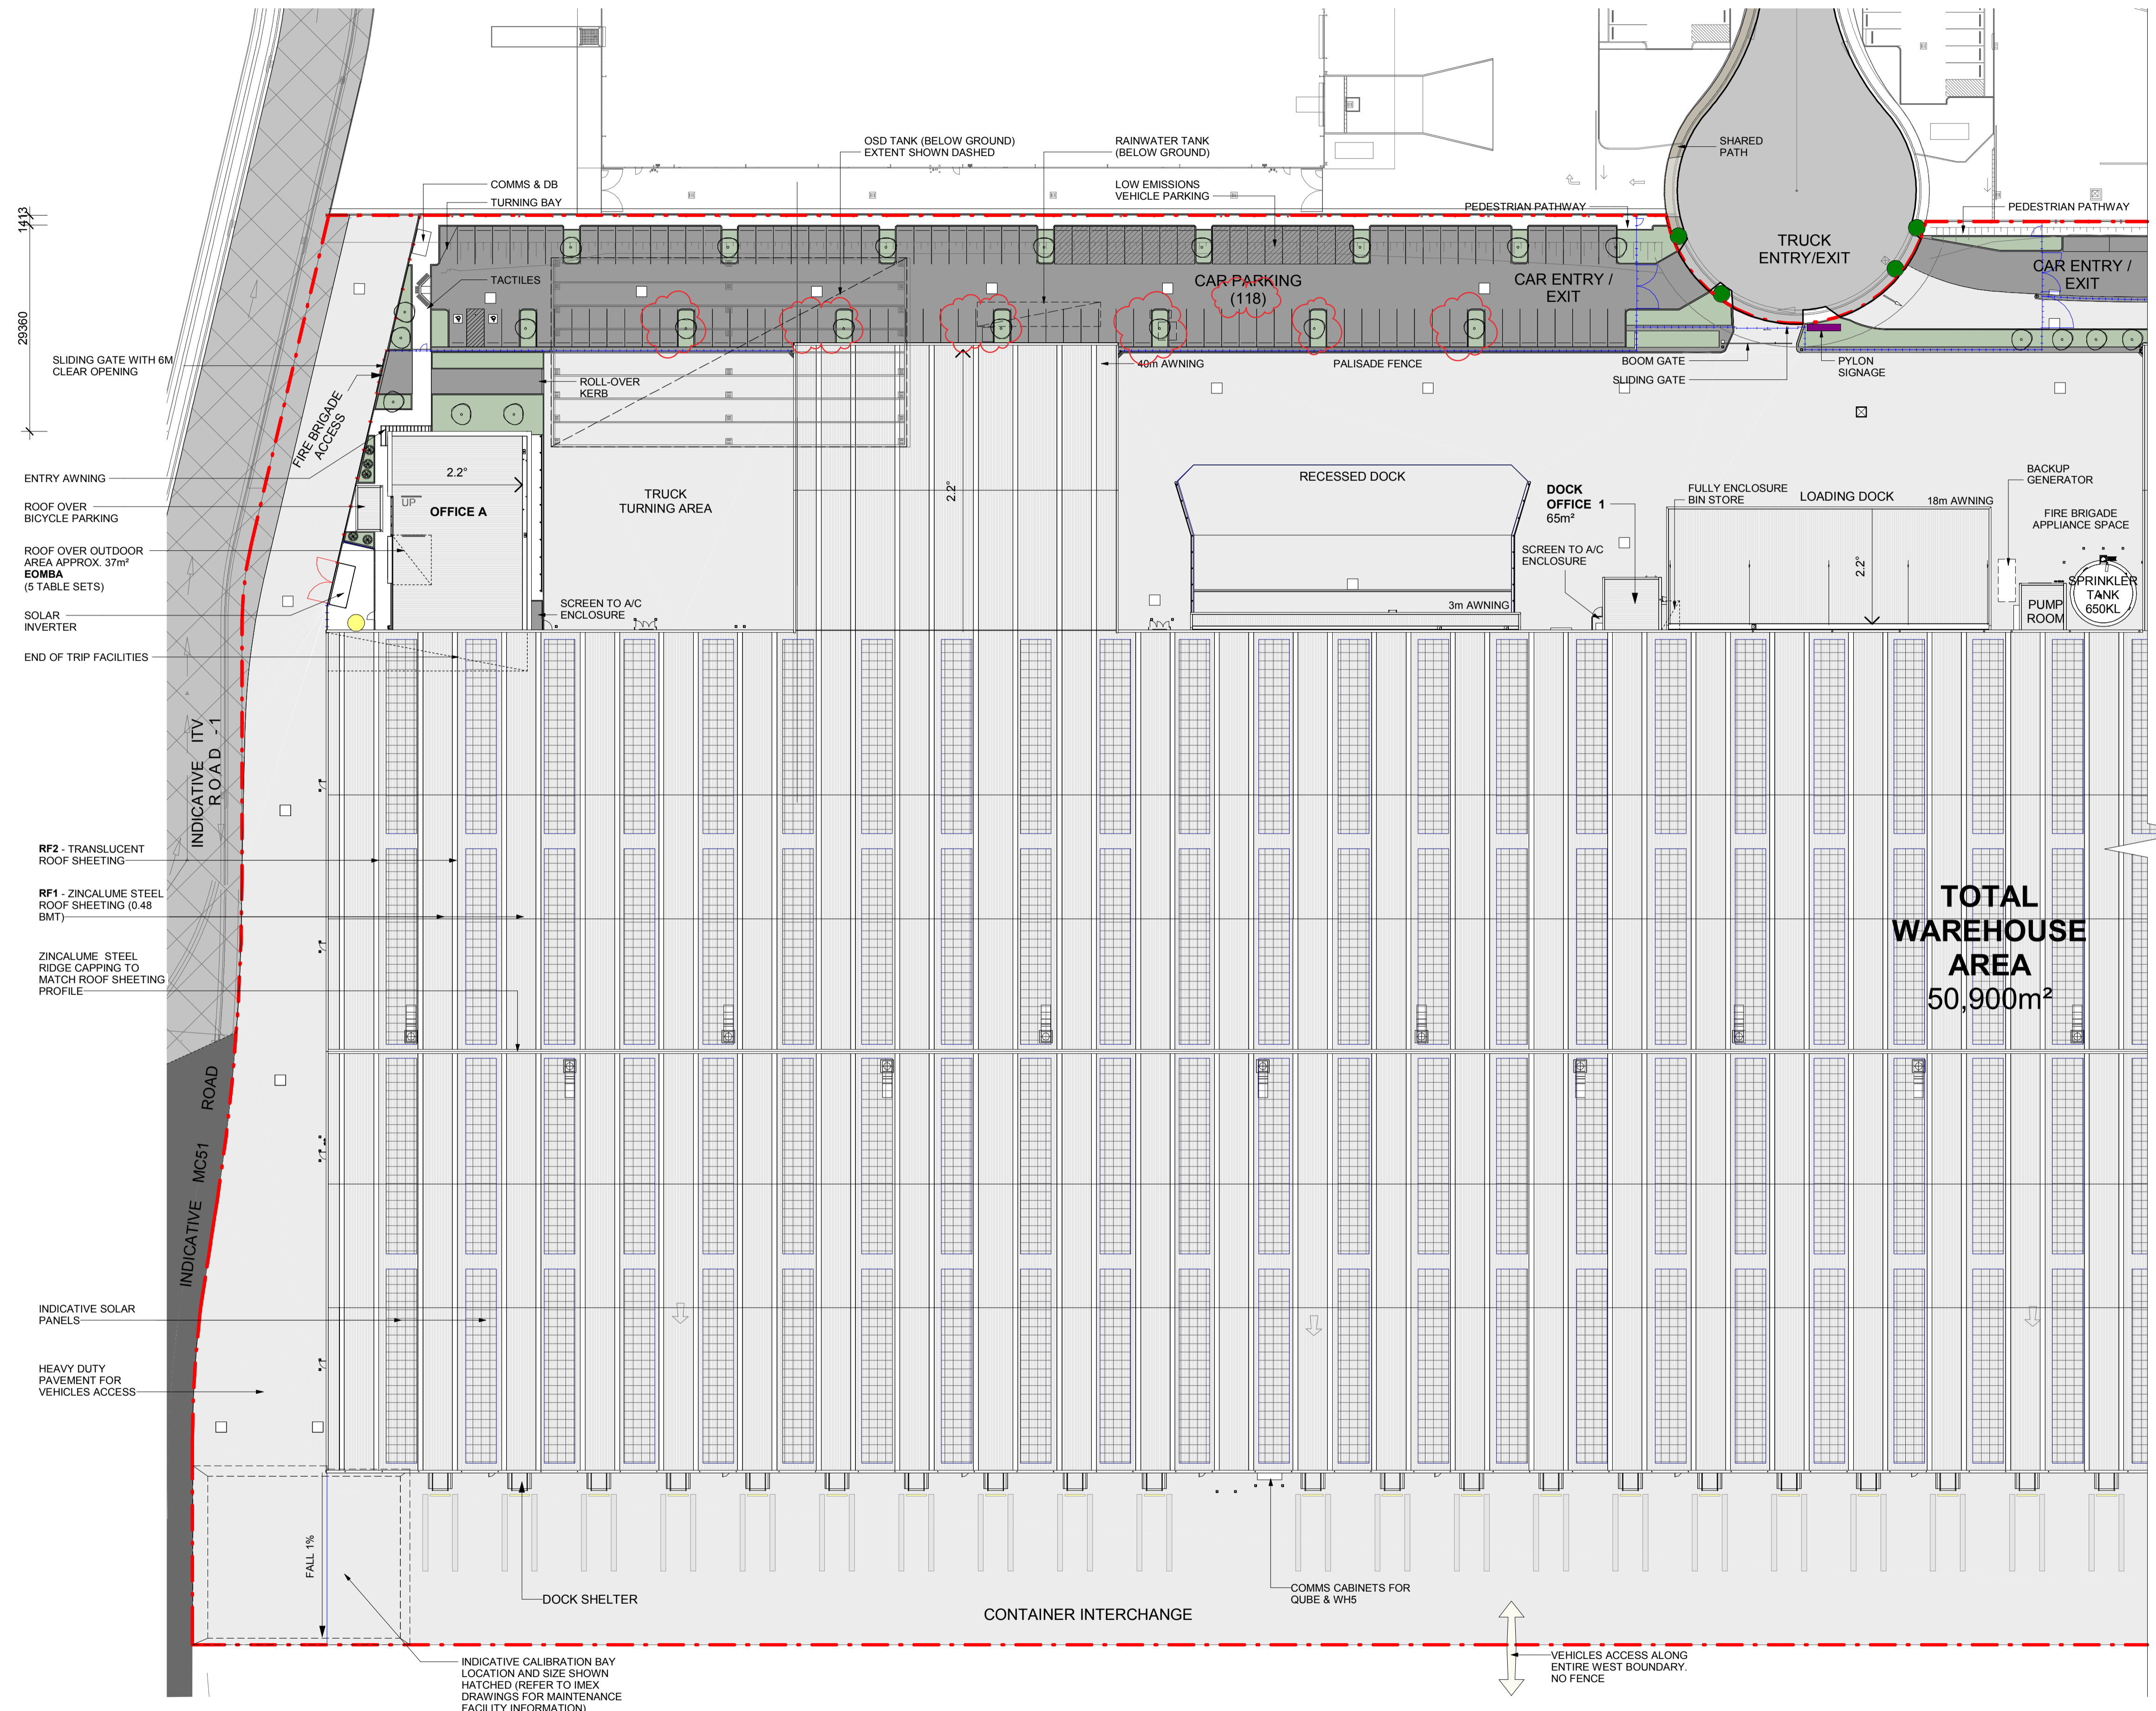 OSD TANK (BELOW GROUND)
EXTENT SHOWN DASHED
RAINWATER TANK
(BELOW GROUND)
SHARED
PATH
COMMS & DB
TURNING BAY
LOW EMISSIONS
VEHICLE PARKING
PEDESTRIAN PATHWAY
PEDESTRIAN PATHWAY
1413
29360
TRUCK
ENTRY/EXIT
TACTILES
CAR PARKING
(118)
CAR ENTRY /
EXIT
CAR ENTRY /
EXIT
SLIDING GATE WITH 6M
CLEAR OPENING
ROLL-OVER
KERB
40m AWNING
PALISADE FENCE
BOOM GATE
SLIDING GATE
PYLON
SIGNAGE
FIRE BRIGADE
ACCESS
ENTRY AWNING
2.2°
UP
OFFICE A
TRUCK
TURNING AREA
2.2°
RECESSED DOCK
DOCK
OFFICE 1
65m²
FULLY ENCLOSURE
BIN STORE
LOADING DOCK
18m AWNING
BACKUP
GENERATOR
FIRE BRIGADE
APPLIANCE SPACE
ROOF OVER
BICYCLE PARKING
ROOF OVER OUTDOOR
AREA APPROX. 37m²
EOMBA
(5 TABLE SETS)
SCREEN TO A/C
ENCLOSURE
2.2°
SPRINKLER
TANK
650KL
PUMP
ROOM
SOLAR
INVERTER
SCREEN TO A/C
ENCLOSURE
3m AWNING
END OF TRIP FACILITIES
INDICATIVE ITV
ROAD -1
RF2 - TRANSLUCENT
ROOF SHEETING
RF1 - ZINCALUME STEEL
ROOF SHEETING (0.48
BMT)
TOTAL
WAREHOUSE
AREA
50,900m²
ZINCALUME STEEL
RIDGE CAPPING TO
MATCH ROOF SHEETING
PROFILE
INDICATIVE MC51 ROAD
INDICATIVE SOLAR
PANELS
HEAVY DUTY
PAVEMENT FOR
VEHICLES ACCESS
FALL 1%
DOCK SHELTER
COMMS CABINETS FOR
QUBE & WH5
CONTAINER INTERCHANGE
INDICATIVE CALIBRATION BAY
LOCATION AND SIZE SHOWN
HATCHED (REFER TO IMEX
DRAWINGS FOR MAINTENANCE
FACILITY INFORMATION)
VEHICLES ACCESS ALONG
ENTIRE WEST BOUNDARY.
NO FENCE